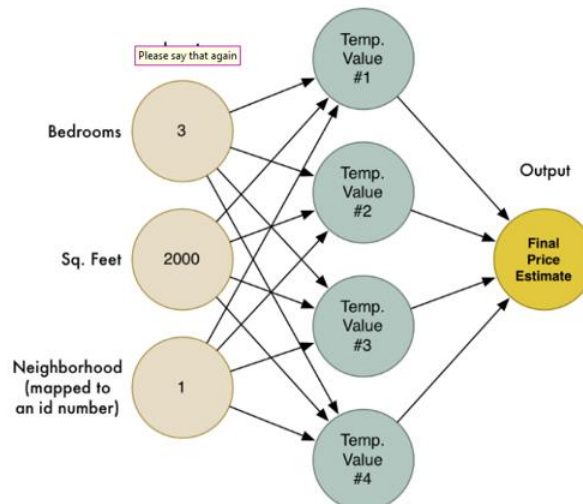 Please say that again
Bedrooms
3
Sq. Feet
2000
Neighborhood
(mapped to
an id number)
1
Temp.
Value
#1
Temp.
Value
#2
Temp.
Value
#3
Temp.
Value
#4
Output
Final
Price
Estimate